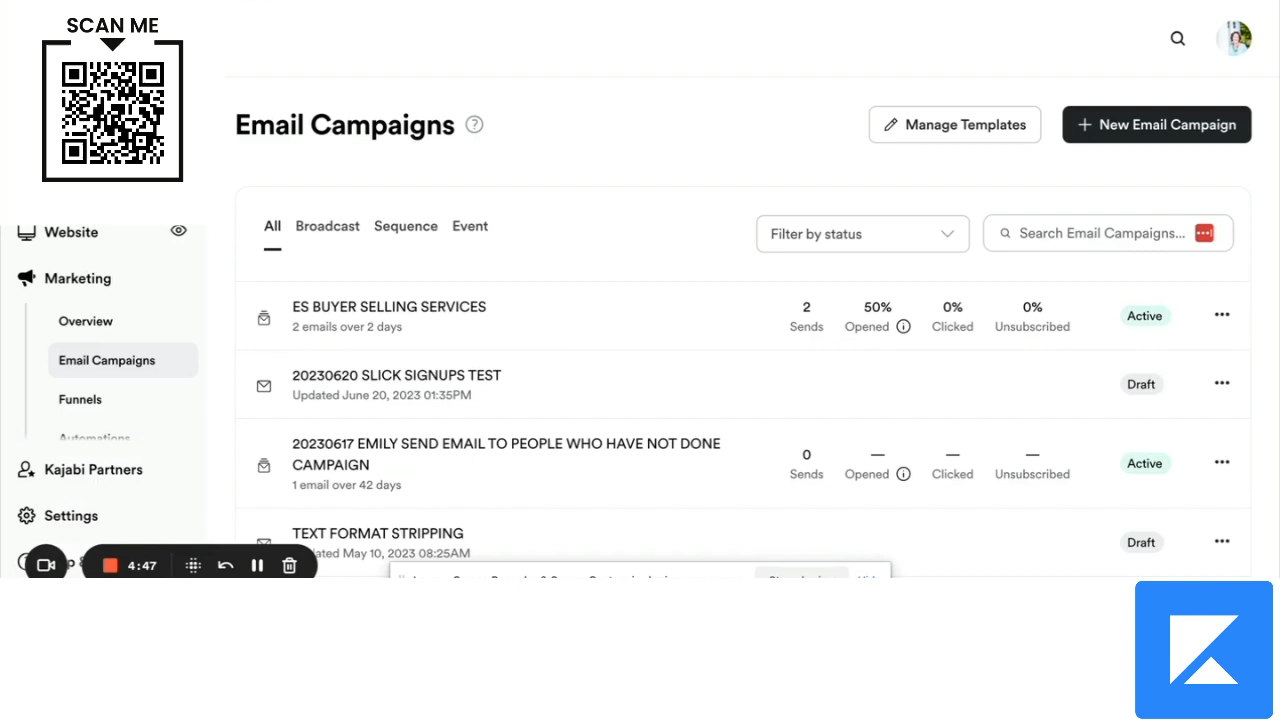 SCAN ME
Email Campaigns
Manage Templates
New Email Campaign
Website
Marketing
Overview
Email Campaigns
Funnels
Automations
Kajabi Partners
Settings
4:47
All Broadcast Sequence Event
Filter by status
Search Email Campaigns...
ES BUYER SELLING SERVICES
2 emails over 2 days
2 50% 0% 0%
Sends Opened Clicked Unsubscribed
Active
20230620 SLICK SIGNUPS TEST
Updated June 20, 2023 01:35PM
Draft
20230617 EMILY SEND EMAIL TO PEOPLE WHO HAVE NOT DONE
CAMPAIGN
1 email over 42 days
0 — — —
Sends Opened Clicked Unsubscribed
Active
TEXT FORMAT STRIPPING
May 10, 2023 08:25AM
Draft